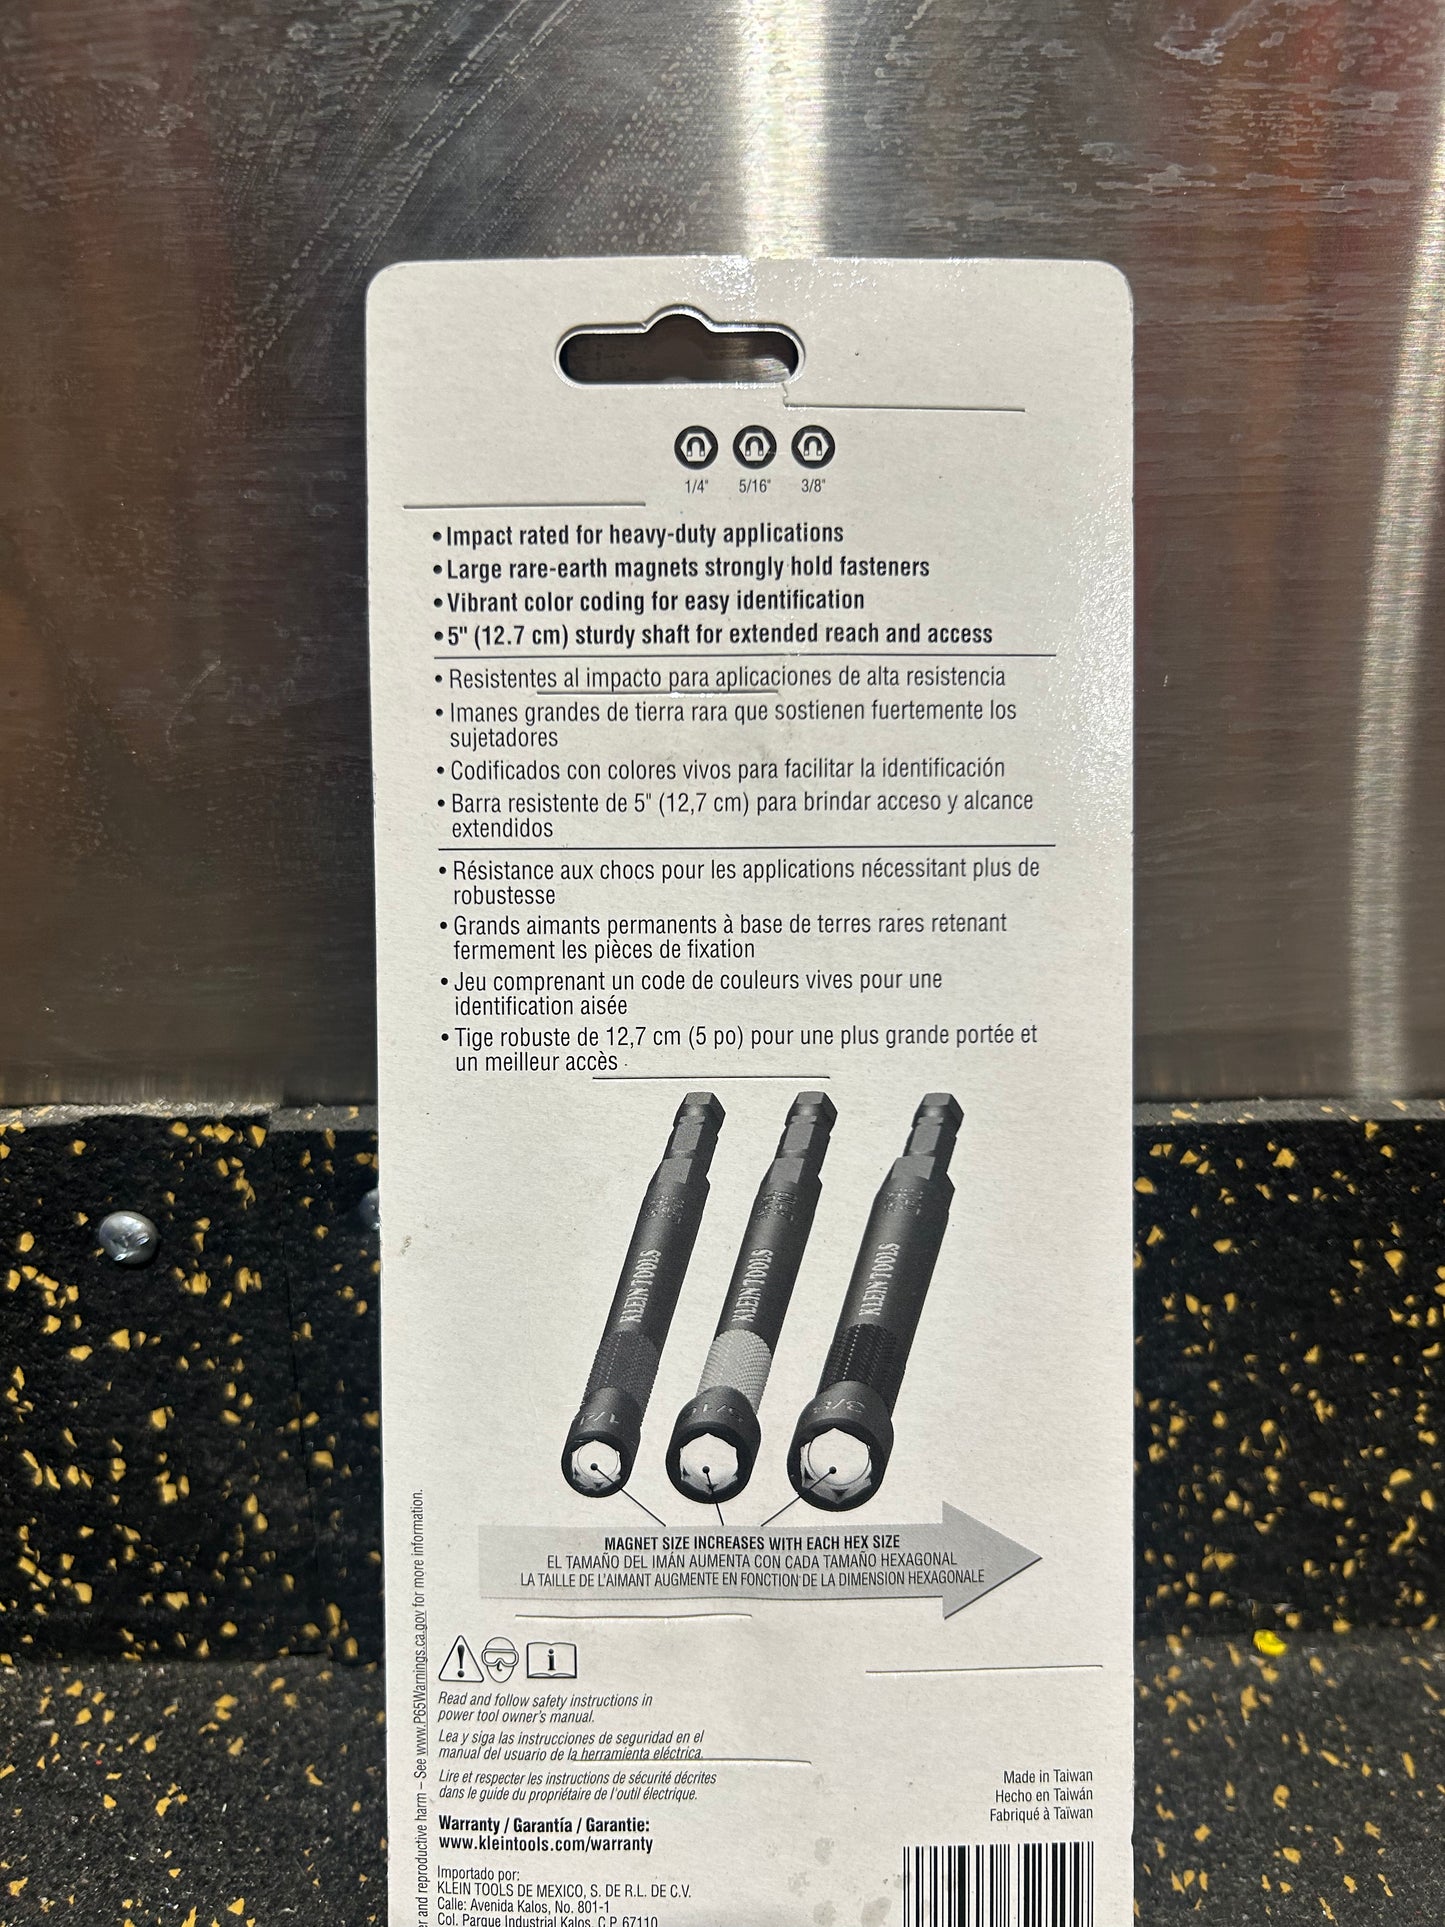 1/4" 5/16" 3/8"
• Impact rated for heavy-duty applications
• Large rare-earth magnets strongly hold fasteners
• Vibrant color coding for easy identification
• 5" (12.7 cm) sturdy shaft for extended reach and access
• Resistentes al impacto para aplicaciones de alta resistencia
• Imanes grandes de tierra rara que sostienen fuertemente los
sujetadores
• Codificados con colores vivos para facilitar la identificación
• Barra resistente de 5" (12,7 cm) para brindar acceso y alcance
extendidos
• Résistance aux chocs pour les applications nécessitant plus de
robustesse
• Grands aimants permanents à base de terres rares retenant
fermement les pièces de fixation
• Jeu comprenant un code de couleurs vives pour une
identification aisée
• Tige robuste de 12,7 cm (5 po) pour une plus grande portée et
un meilleur accès
KLEIN TOOLS
KLEIN TOOLS
KLEIN TOOLS
1/4
5/16
3/8
MAGNET SIZE INCREASES WITH EACH HEX SIZE
EL TAMAÑO DEL IMÁN AUMENTA CON CADA TAMAÑO HEXAGONAL
LA TAILLE DE L'AIMANT AUGMENTE EN FONCTION DE LA DIMENSION HEXAGONALE
and reproductive harm – See www.P65Warnings.ca.gov for more information.
Read and follow safety instructions in
power tool owner's manual.
Lea y siga las instrucciones de seguridad en el
manual del usuario de la herramienta eléctrica.
Lire et respecter les instructions de sécurité décrites
dans le guide du propriétaire de l'outil électrique.
Made in Taiwan
Hecho en Taiwán
Fabriqué à Taïwan
Warranty / Garantía / Garantie:
www.kleintools.com/warranty
Importado por:
KLEIN TOOLS DE MEXICO, S. DE R.L. DE C.V.
Calle: Avenida Kalos, No. 801-1
Col. Parque Industrial Kalos, C.P. 67110